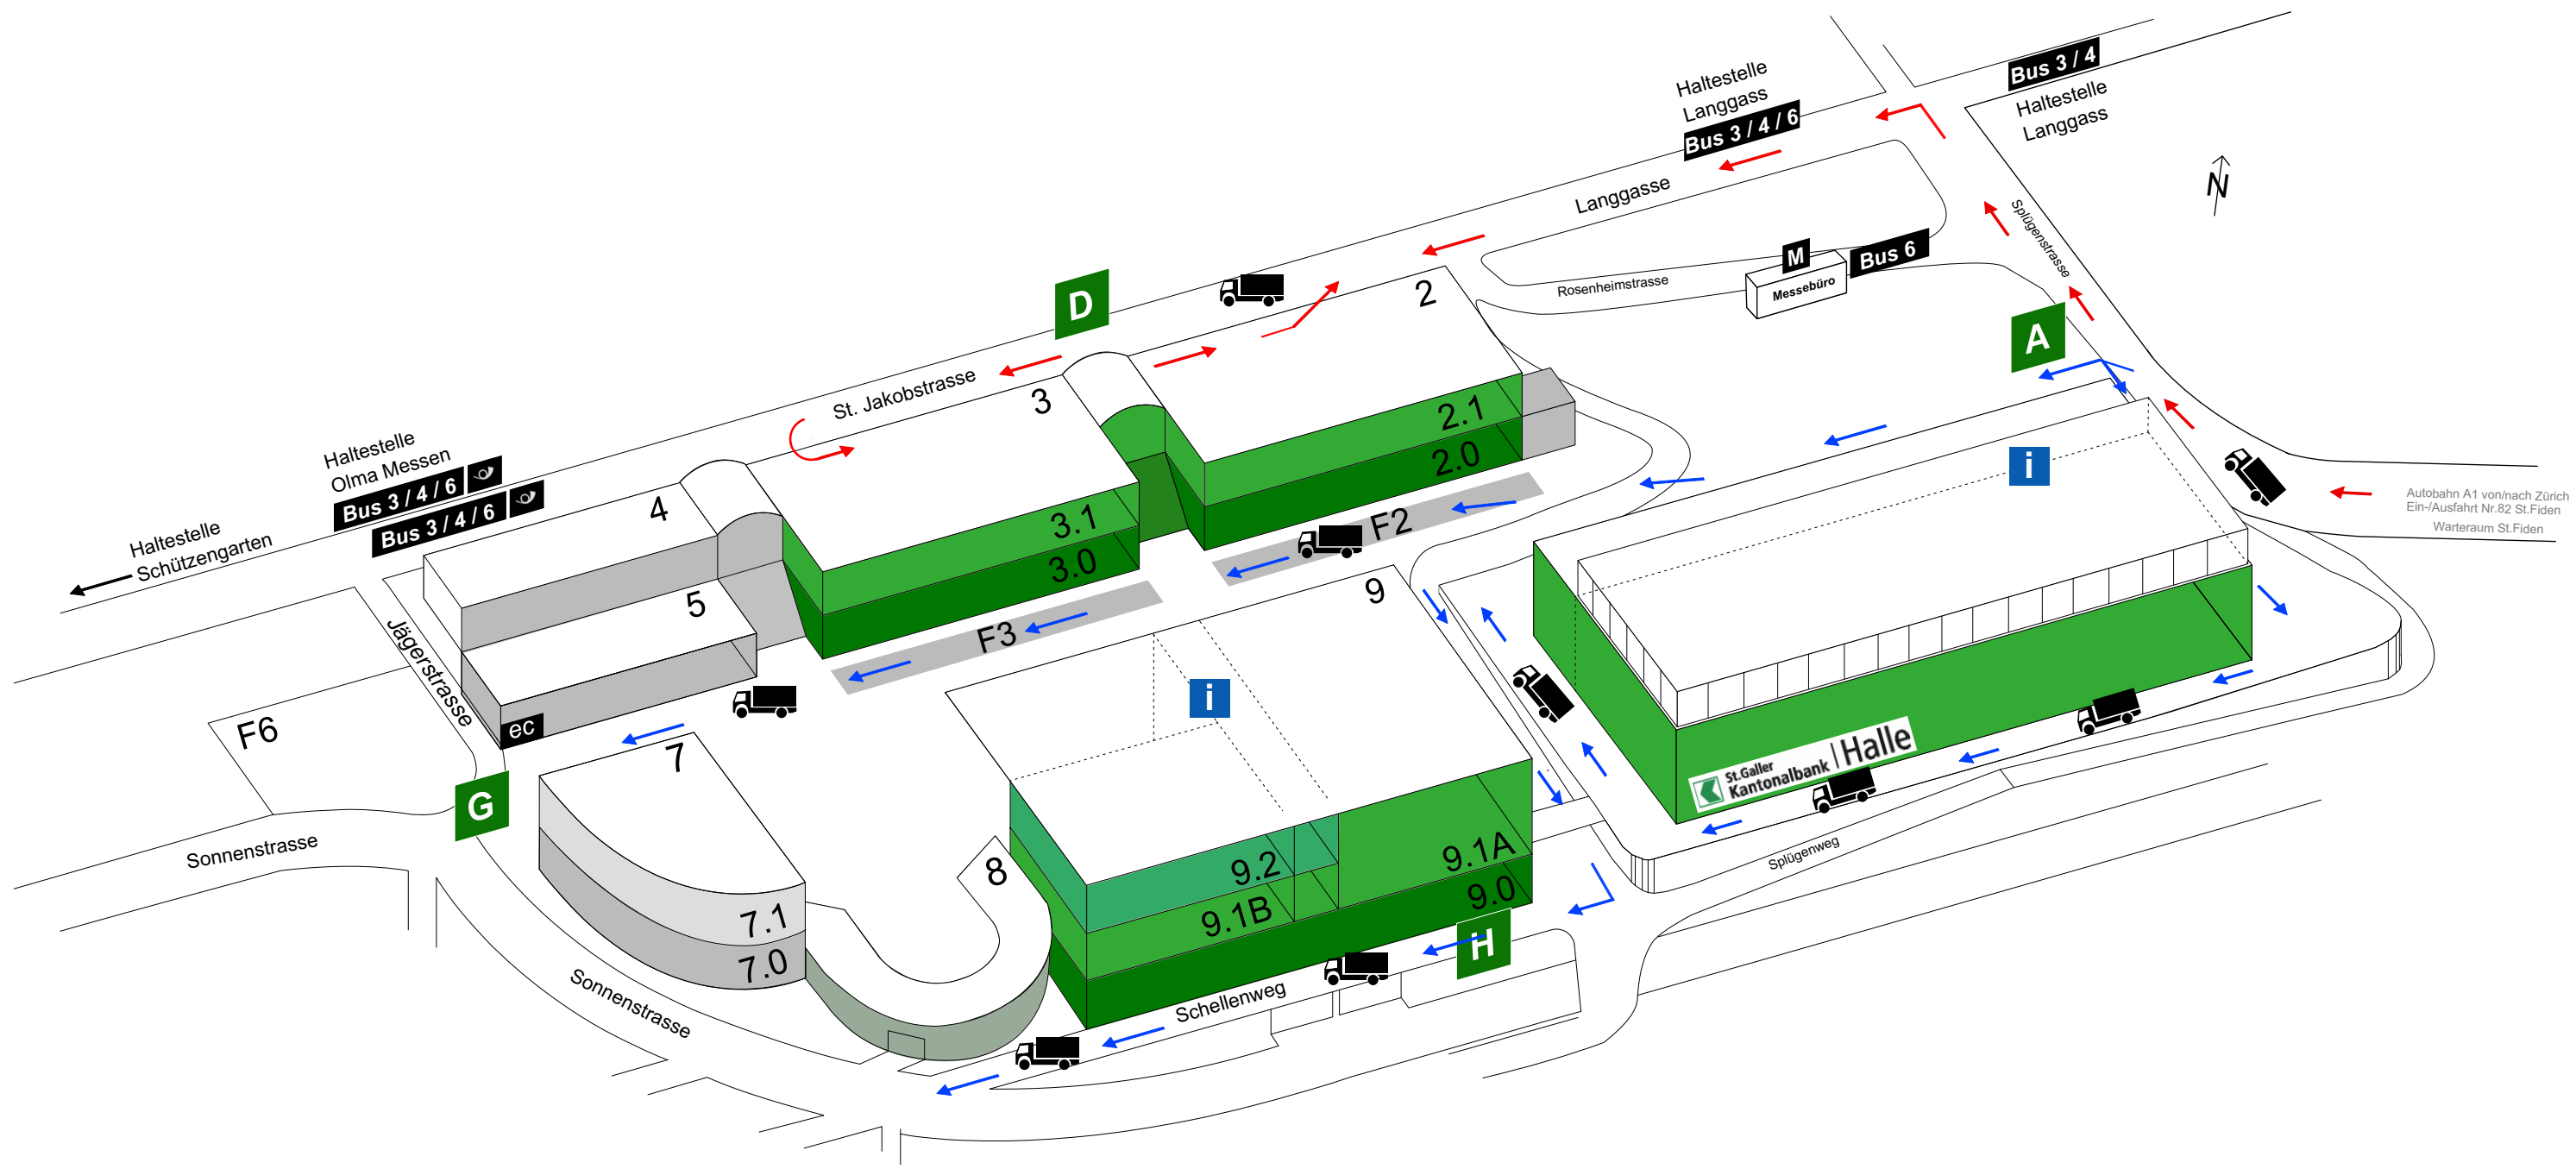 Bus 3 / 4
Haltestelle
Langgass
Haltestelle
Langgass
Bus 3 / 4 / 6
N
Langgasse
Splügenstrasse
M
Messebüro
Bus 6
Rosenheimstrasse
A
D
2
2.1
2.0
3
St. Jakobstrasse
3.1
3.0
F2
F3
Haltestelle
Olma Messen
Bus 3 / 4 / 6
Bus 3 / 4 / 6
Haltestelle
Schützengarten
4
5
ec
Jägerstrasse
F6
G
Sonnenstrasse
7
7.1
7.0
8
Sonnenstrasse
9
i
9.2
9.1A
9.1B
9.0
H
Schellenweg
i
St.Galler
Kantonalbank
Halle
Splügenweg
Autobahn A1 von/nach Zürich
Ein-/Ausfahrt Nr.82 St.Fiden
Warteraum St.Fiden